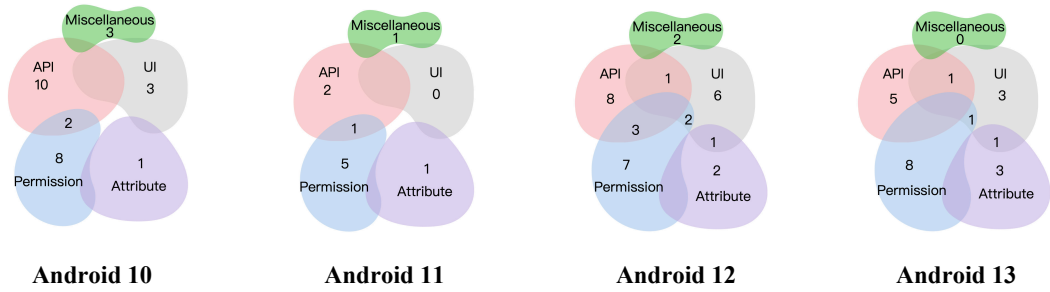 Miscellaneous
3
API
10
UI
3
2
8
Permission
1
Attribute
Android 10
Miscellaneous
1
API
2
UI
0
1
5
Permission
1
Attribute
Android 11
Miscellaneous
2
API
8
1
UI
6
2
3
1
7
Permission
2
Attribute
Android 12
Miscellaneous
0
API
5
1
UI
3
1
1
8
Permission
3
Attribute
Android 13